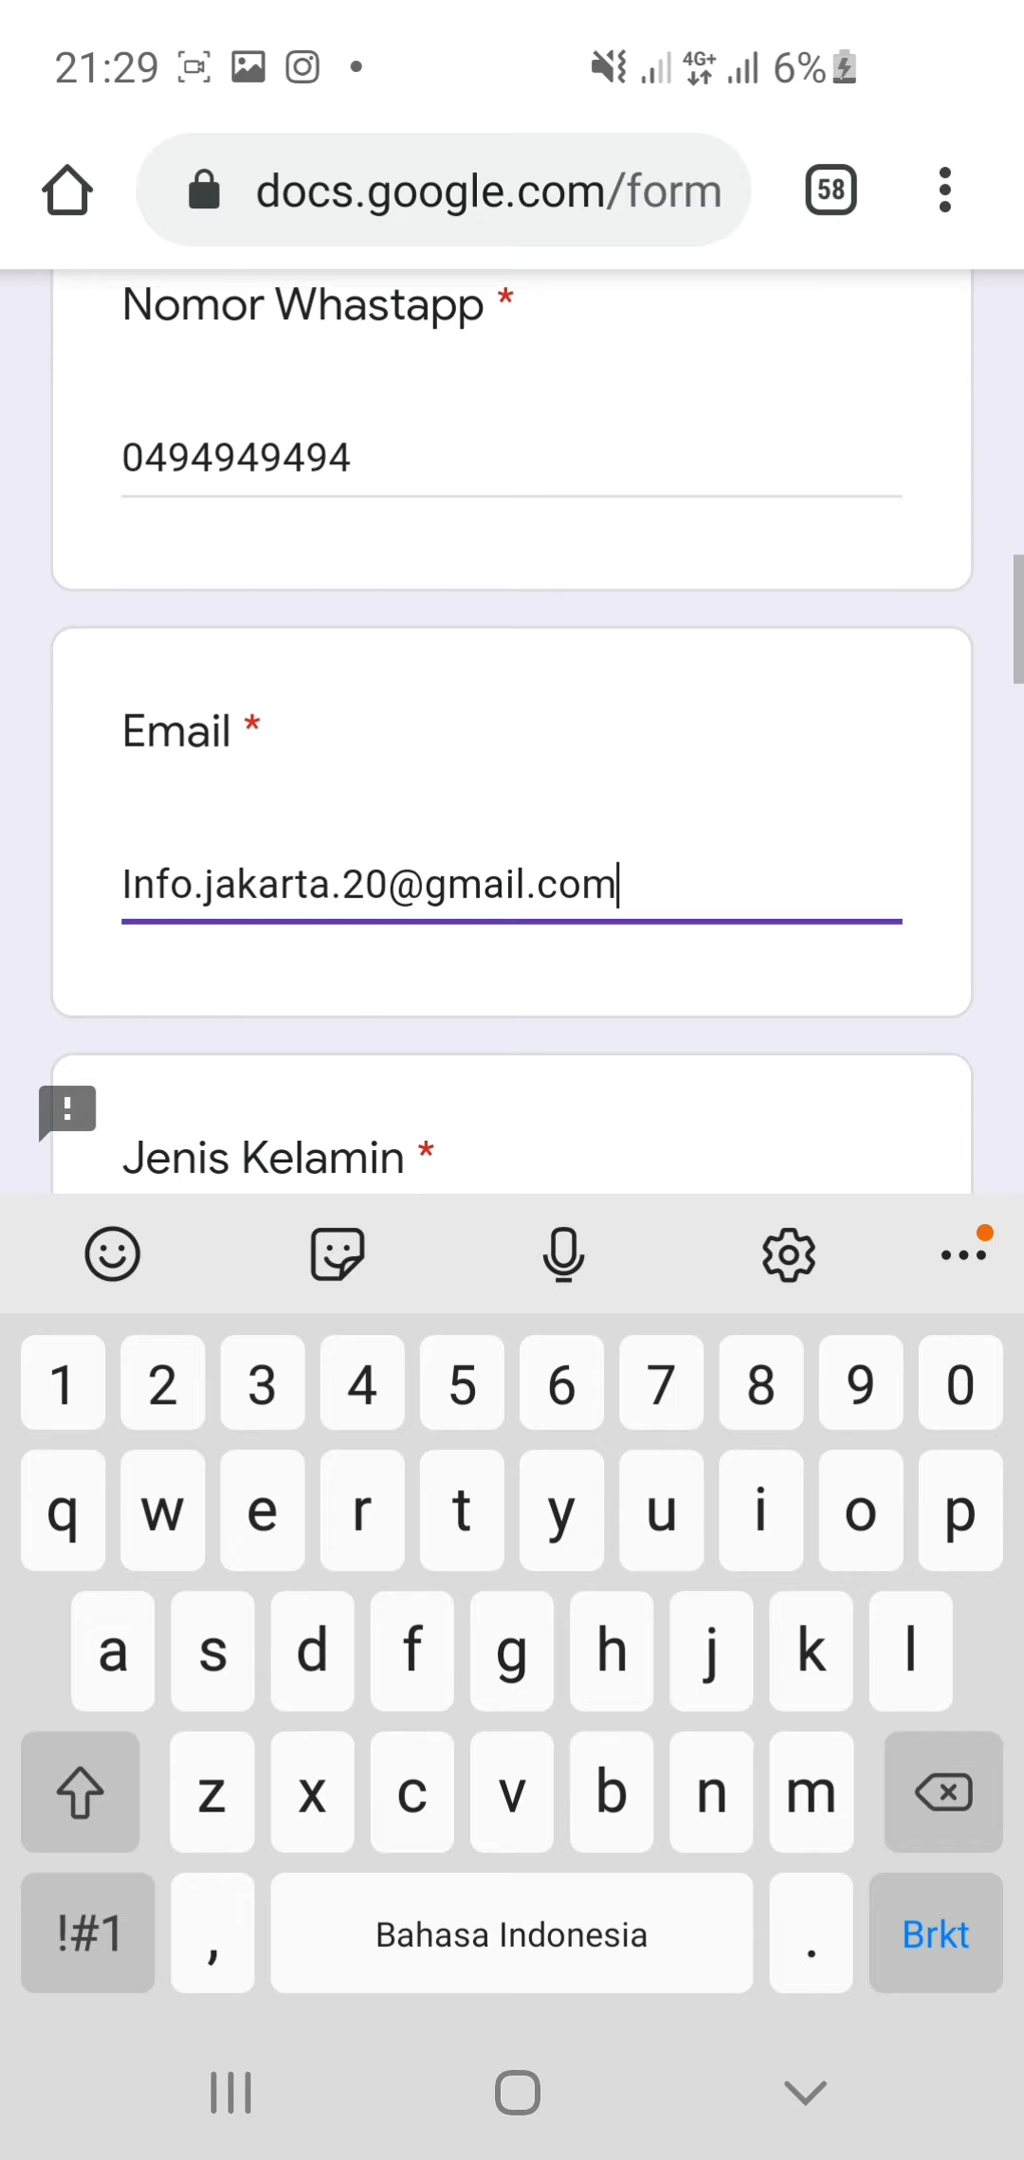 21:29 4G+ 6%
docs.google.com/form 58
Nomor Whastapp *
0494949494
Email *
Info.jakarta.20@gmail.com
!
Jenis Kelamin *
1 2 3 4 5 6 7 8 9 0
q w e r t y u i o p
a s d f g h j k l
z x c v b n m
!#1 , Bahasa Indonesia . Brkt